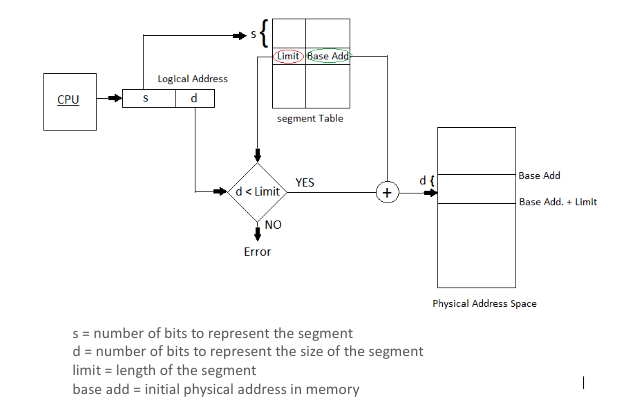 s {
Limit Base Add
Logical Address
CPU
s d
segment Table
d < Limit
YES
+
d {
Base Add
Base Add. + Limit
NO
Error
Physical Address Space
s = number of bits to represent the segment
d = number of bits to represent the size of the segment
limit = length of the segment
base add = initial physical address in memory